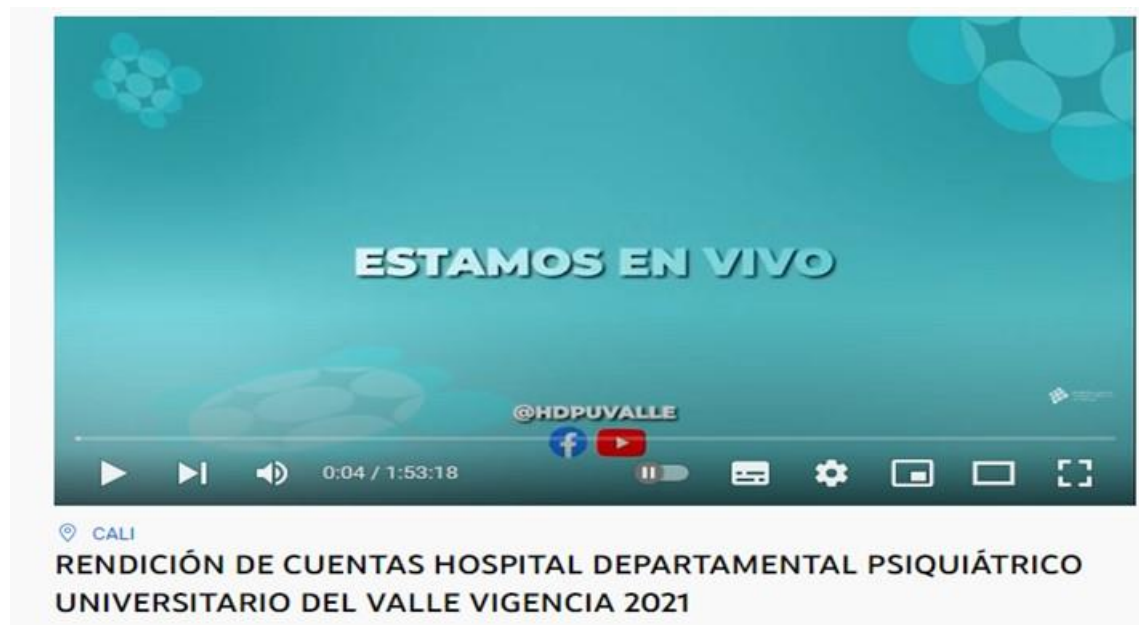 ESTAMOS EN VIVO
@HDPUVALLE
0:04 / 1:53:18
CALI
RENDICIÓN DE CUENTAS HOSPITAL DEPARTAMENTAL PSIQUIÁTRICO
UNIVERSITARIO DEL VALLE VIGENCIA 2021